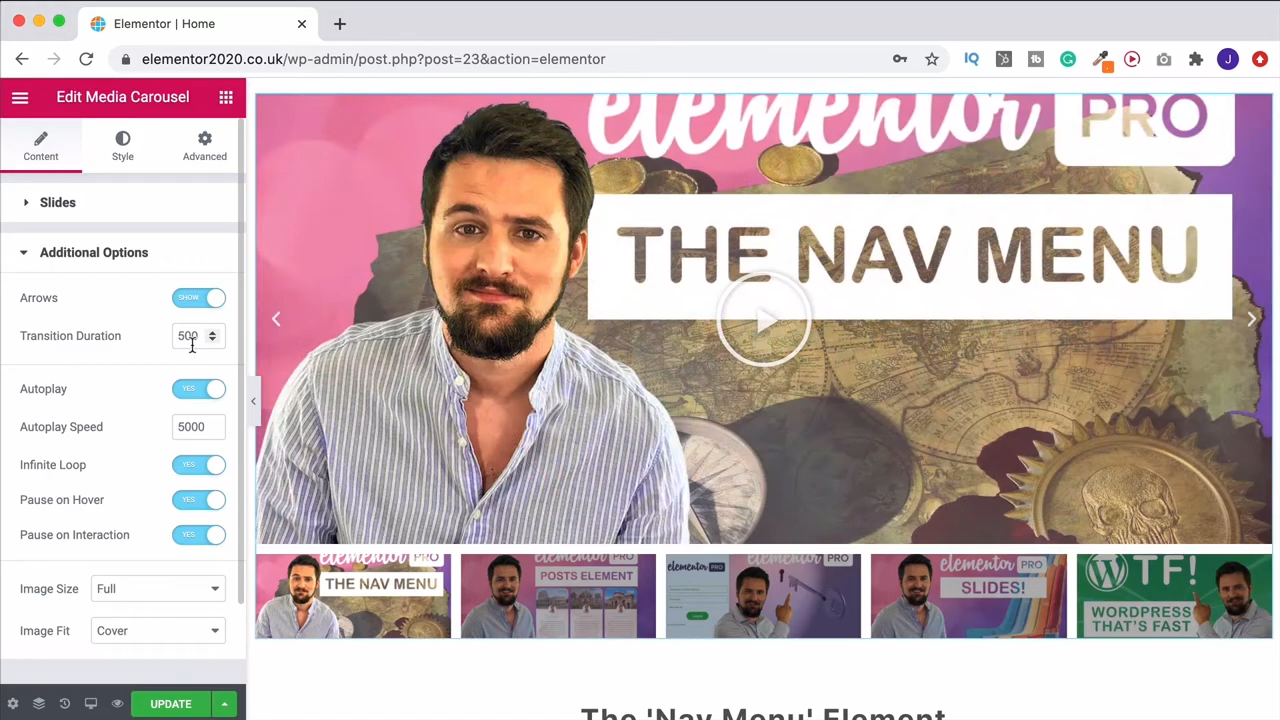 Elementor | Home
elementor2020.co.uk/wp-admin/post.php?post=23&action=elementor
IQ
tb
J
Edit Media Carousel
Content
Style
Advanced
Slides
Additional Options
Arrows
SHOW
Transition Duration
500
Autoplay
YES
Autoplay Speed
5000
Infinite Loop
YES
Pause on Hover
YES
Pause on Interaction
YES
Image Size
Full
Image Fit
Cover
UPDATE
elementor PRO
THE NAV MENU
elementor PRO
THE NAV MENU
elementor PRO
POSTS ELEMENT
elementor PRO
elementor PRO
SLIDES!
WTF!
WORDPRESS
THAT'S FAST
The 'Nav Menu' Element